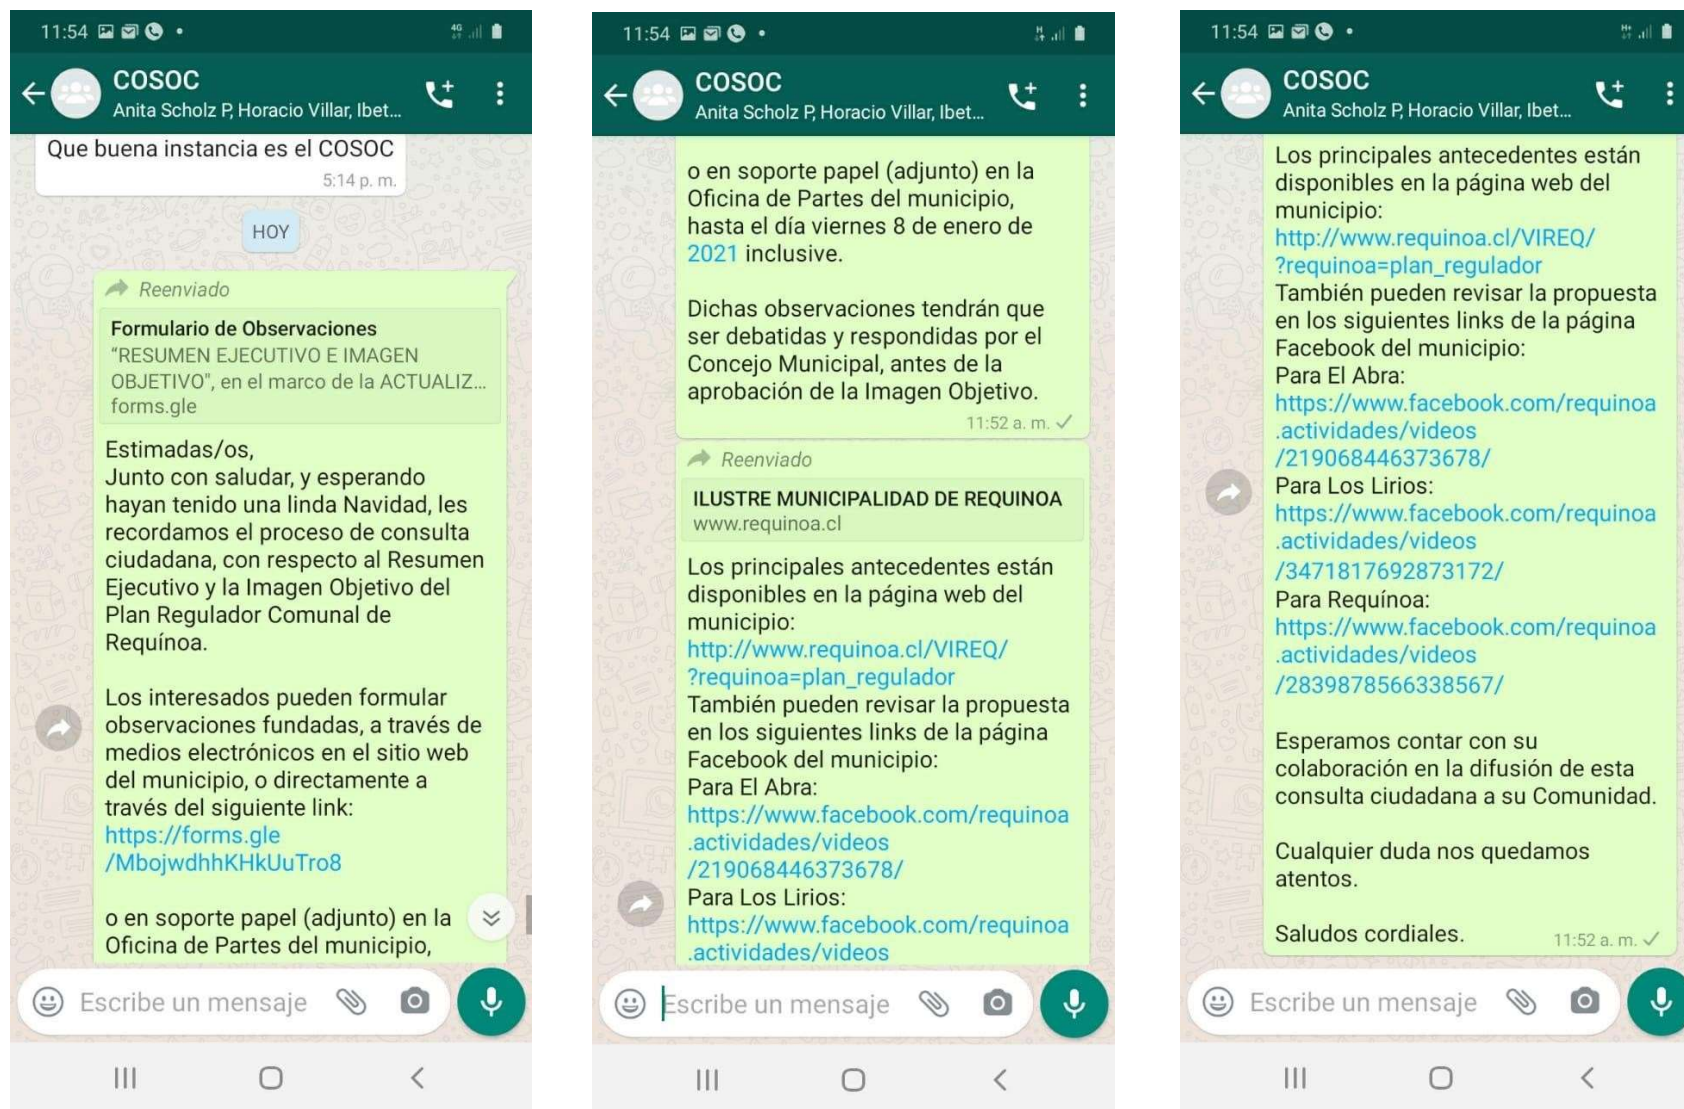 11:54
4G
COSOC
Anita Scholz P, Horacio Villar, Ibet...
Que buena instancia es el COSOC
5:14 p. m.
HOY
Reenviado
Formulario de Observaciones
"RESUMEN EJECUTIVO E IMAGEN
OBJETIVO", en el marco de la ACTUALIZ...
forms.gle
Estimadas/os,
Junto con saludar, y esperando
hayan tenido una linda Navidad, les
recordamos el proceso de consulta
ciudadana, con respecto al Resumen
Ejecutivo y la Imagen Objetivo del
Plan Regulador Comunal de
Requínoa.
Los interesados pueden formular
observaciones fundadas, a través de
medios electrónicos en el sitio web
del municipio, o directamente a
través del siguiente link:
https://forms.gle
/MbojwdhhKHkUuTro8
o en soporte papel (adjunto) en la
Oficina de Partes del municipio,
Escribe un mensaje
11:54
H
COSOC
Anita Scholz P, Horacio Villar, Ibet...
o en soporte papel (adjunto) en la
Oficina de Partes del municipio,
hasta el día viernes 8 de enero de
2021 inclusive.
Dichas observaciones tendrán que
ser debatidas y respondidas por el
Concejo Municipal, antes de la
aprobación de la Imagen Objetivo.
11:52 a. m.
Reenviado
ILUSTRE MUNICIPALIDAD DE REQUINOA
www.requinoa.cl
Los principales antecedentes están
disponibles en la página web del
municipio:
http://www.requinoa.cl/VIREQ/
?requinoa=plan_regulador
También pueden revisar la propuesta
en los siguientes links de la página
Facebook del municipio:
Para El Abra:
https://www.facebook.com/requinoa
.actividades/videos
/219068446373678/
Para Los Lirios:
https://www.facebook.com/requinoa
.actividades/videos
Escribe un mensaje
11:54
H+
COSOC
Anita Scholz P, Horacio Villar, Ibet...
Los principales antecedentes están
disponibles en la página web del
municipio:
http://www.requinoa.cl/VIREQ/
?requinoa=plan_regulador
También pueden revisar la propuesta
en los siguientes links de la página
Facebook del municipio:
Para El Abra:
https://www.facebook.com/requinoa
.actividades/videos
/219068446373678/
Para Los Lirios:
https://www.facebook.com/requinoa
.actividades/videos
/3471817692873172/
Para Requínoa:
https://www.facebook.com/requinoa
.actividades/videos
/2839878566338567/
Esperamos contar con su
colaboración en la difusión de esta
consulta ciudadana a su Comunidad.
Cualquier duda nos quedamos
atentos.
Saludos cordiales.
11:52 a. m.
Escribe un mensaje